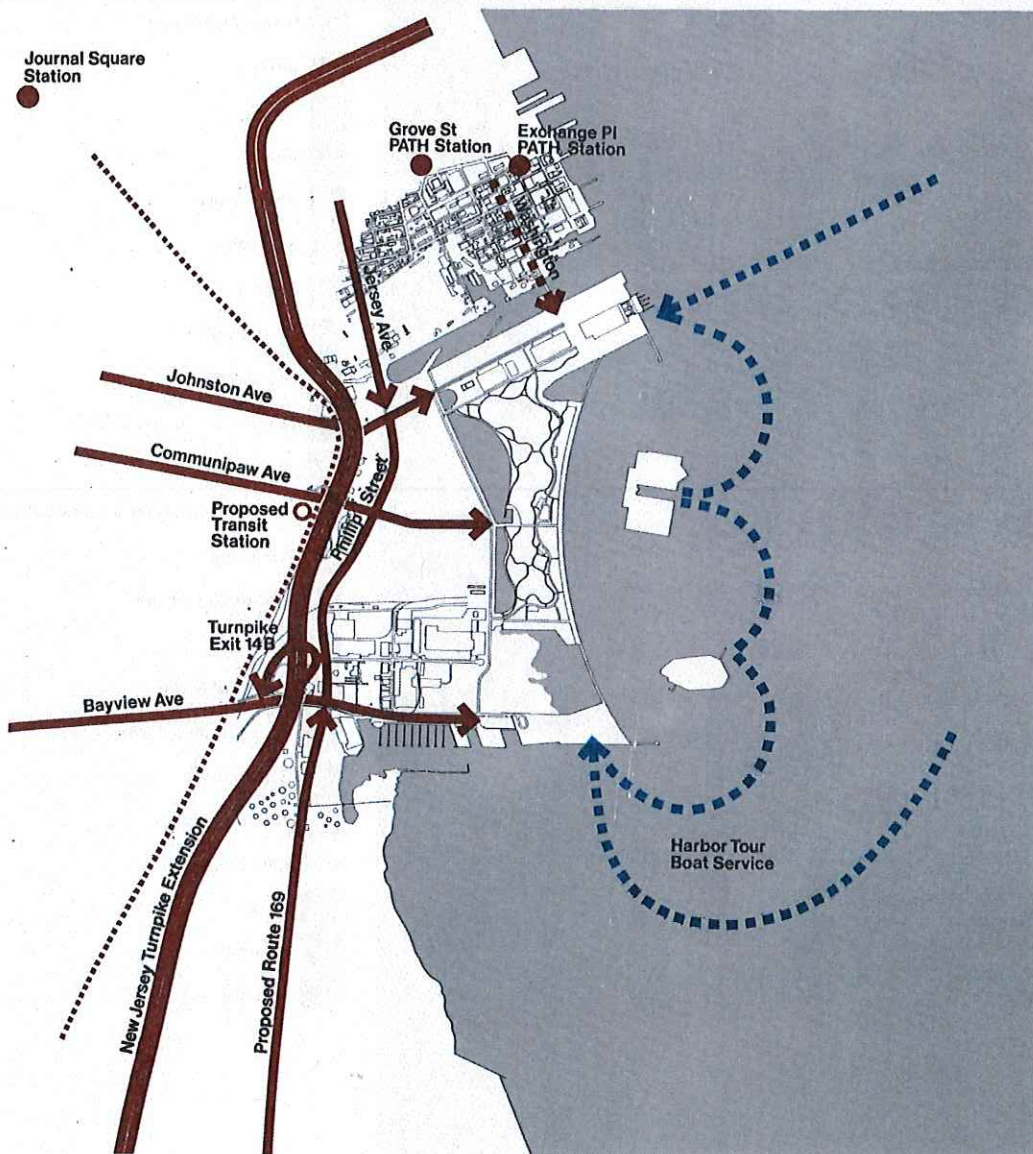 Journal Square
Station
Grove St
PATH Station
Exchange Pl
PATH Station
Washington
Jersey Ave
Johnston Ave
Communipaw Ave
Proposed
Transit
Station
Phillip Street
Turnpike
Exit 14B
Bayview Ave
Harbor Tour
Boat Service
New Jersey Turnpike Extension
Proposed Route 169